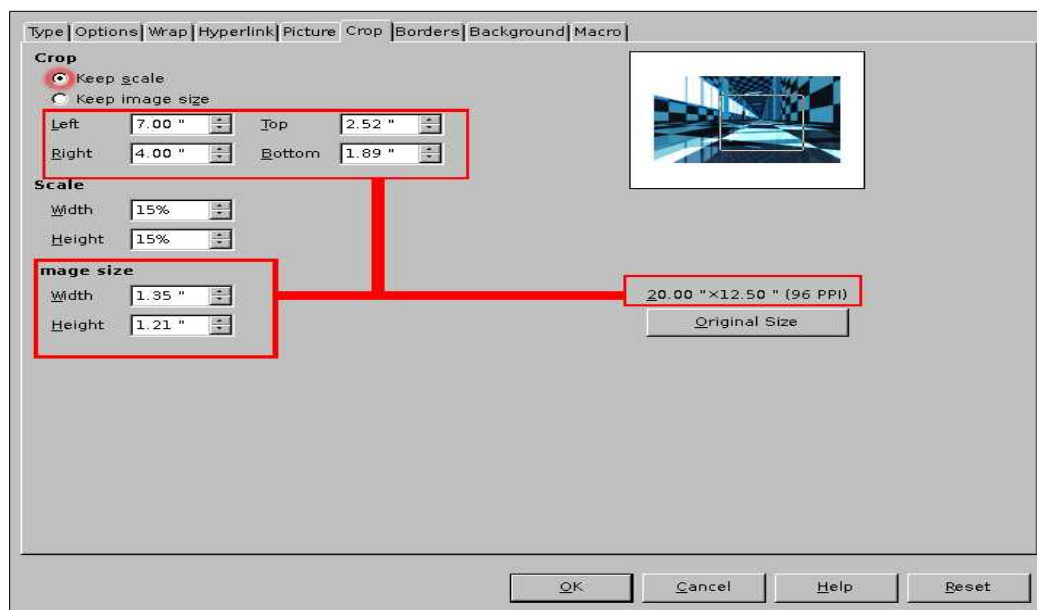 Type Options Wrap Hyperlink Picture Crop Borders Background Macro
Crop
Keep scale
Keep image size
Left 7.00 " Top 2.52 "
Right 4.00 " Bottom 1.89 "
Scale
Width 15%
Height 15%
mage size
Width 1.35 "
Height 1.21 "
20.00 "×12.50 " (96 PPI)
Original Size
OK Cancel Help Reset